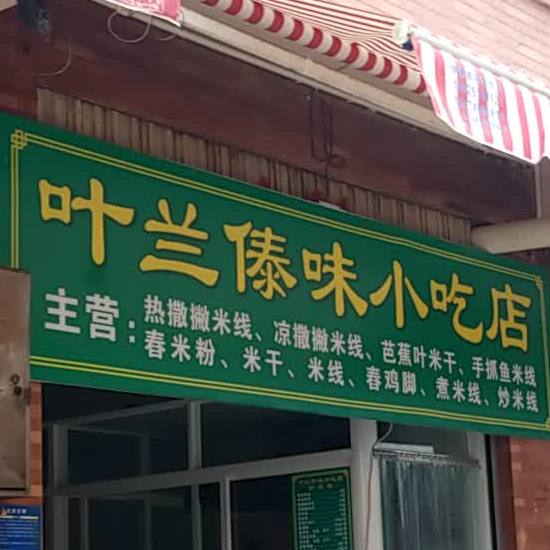 叶兰傣味小吃店
主营：
热撒撇米线、凉撒撇米线、芭蕉叶米干、手抓鱼米线
春米粉、米干、米线、春鸡脚、煮米线、炒米线